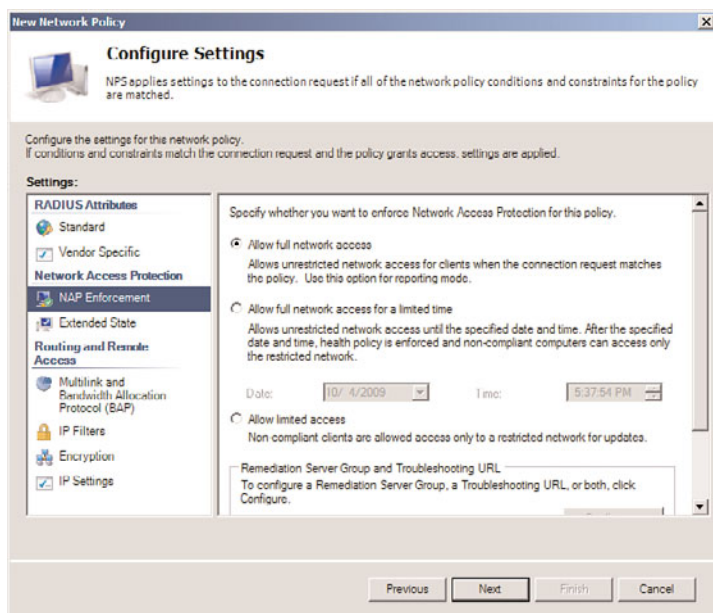 New Network Policy
Configure Settings
NPS applies settings to the connection request if all of the network policy conditions and constraints for the policy
are matched.
Configure the settings for this network policy.
If conditions and constraints match the connection request and the policy grants access, settings are applied.
Settings:
RADIUS Attributes
Standard
Vendor Specific
Network Access Protection
NAP Enforcement
Extended State
Routing and Remote
Access
Multilink and
Bandwidth Allocation
Protocol (BAP)
IP Filters
Encryption
IP Settings
Specify whether you want to enforce Network Access Protection for this policy.
Allow full network access
Allows unrestricted network access for clients when the connection request matches
the policy. Use this option for reporting mode.
Allow full network access for a limited time
Allows unrestricted network access until the specified date and time. After the specified
date and time, health policy is enforced and non-compliant computers can access only
the restricted network.
Date: 10/ 4/2009 Time: 5:37:54 PM
Allow limited access
Non-compliant clients are allowed access only to a restricted network for updates.
Remediation Server Group and Troubleshooting URL
To configure a Remediation Server Group, a Troubleshooting URL, or both, click
Configure.
Previous Next Finish Cancel